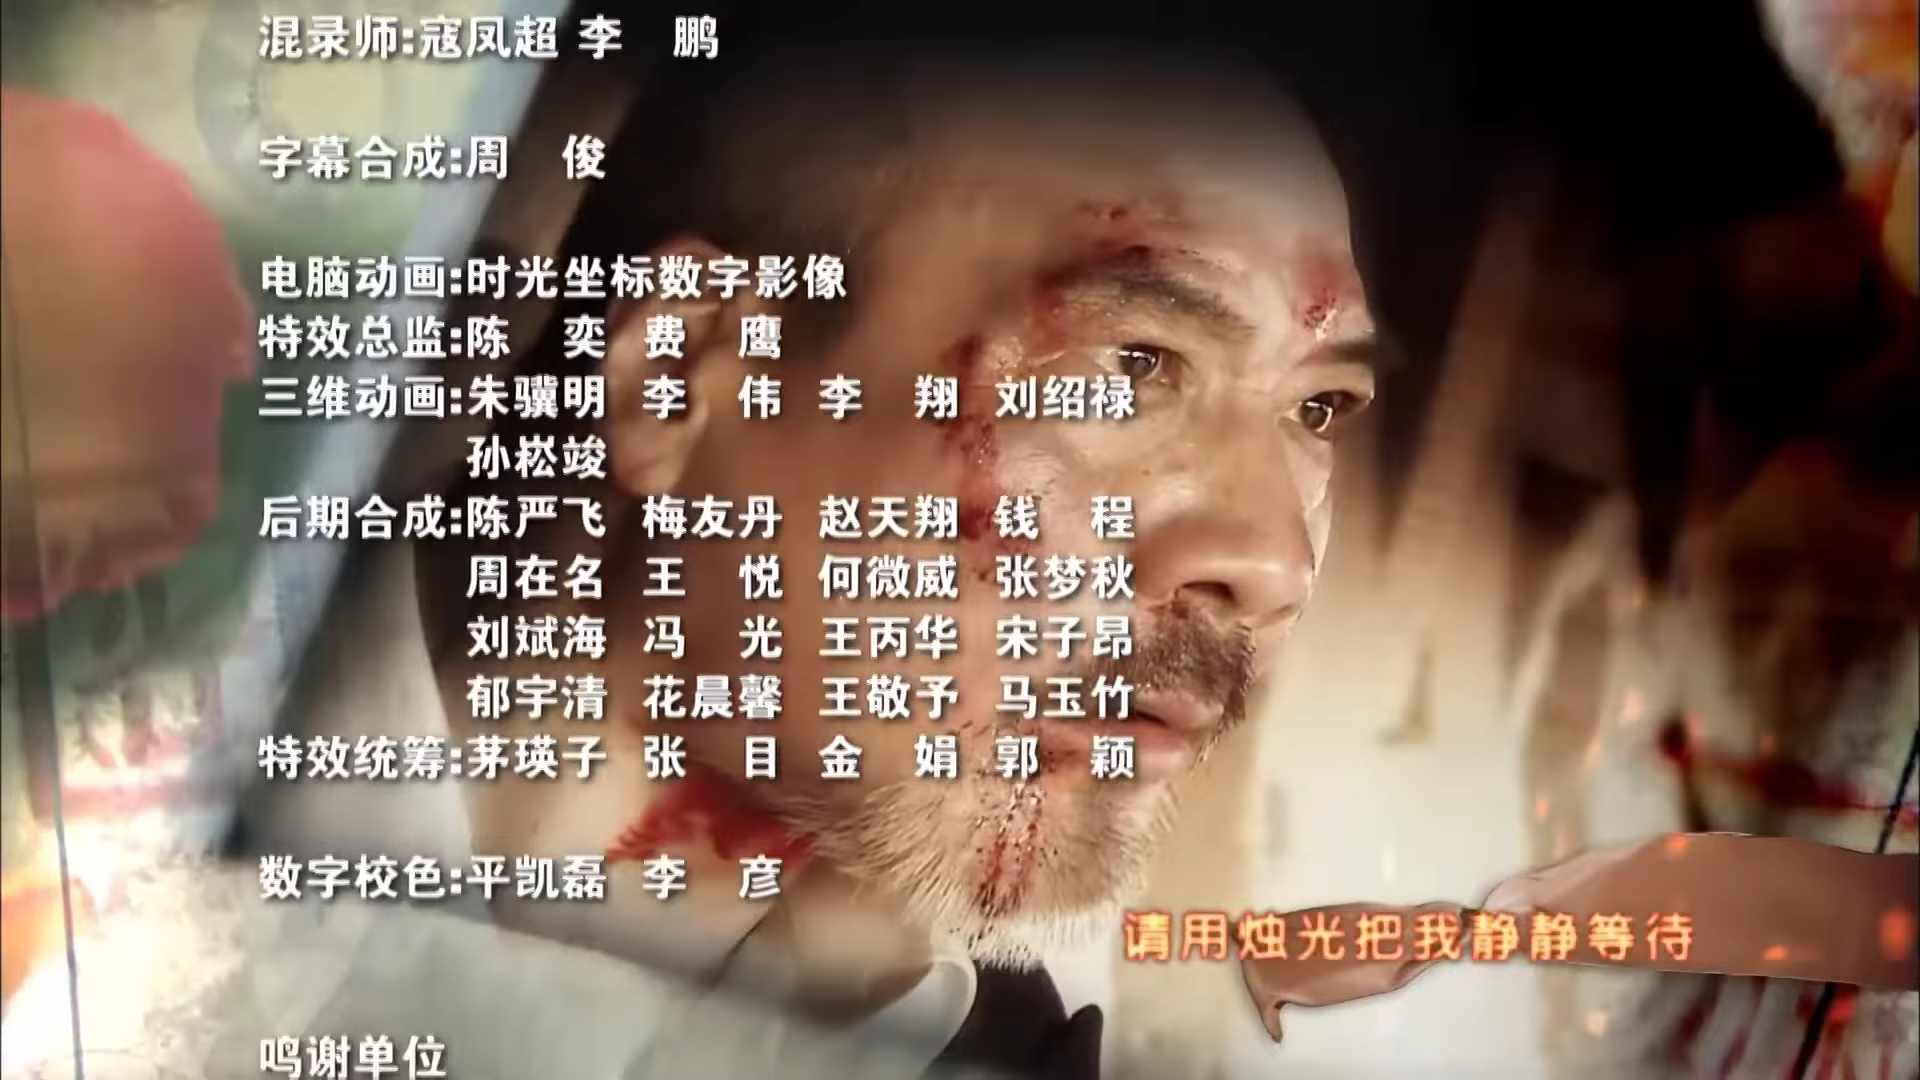 混录师:寇凤超 李 鹏
字幕合成:周 俊
电脑动画:时光坐标数字影像
特效总监:陈 奕 费 鹰
三维动画:朱骥明 李 伟 李 翔 刘绍禄
孙崧竣
后期合成:陈严飞 梅友丹 赵天翔 钱 程
周在名 王 悦 何微威 张梦秋
刘斌海 冯 光 王丙华 宋子昂
郁宇清 花晨馨 王敬予 马玉竹
特效统筹:茅瑛子 张 目 金 娟 郭 颖
数字校色:平凯磊 李 彦
请用烛光把我静静等待
鸣谢单位